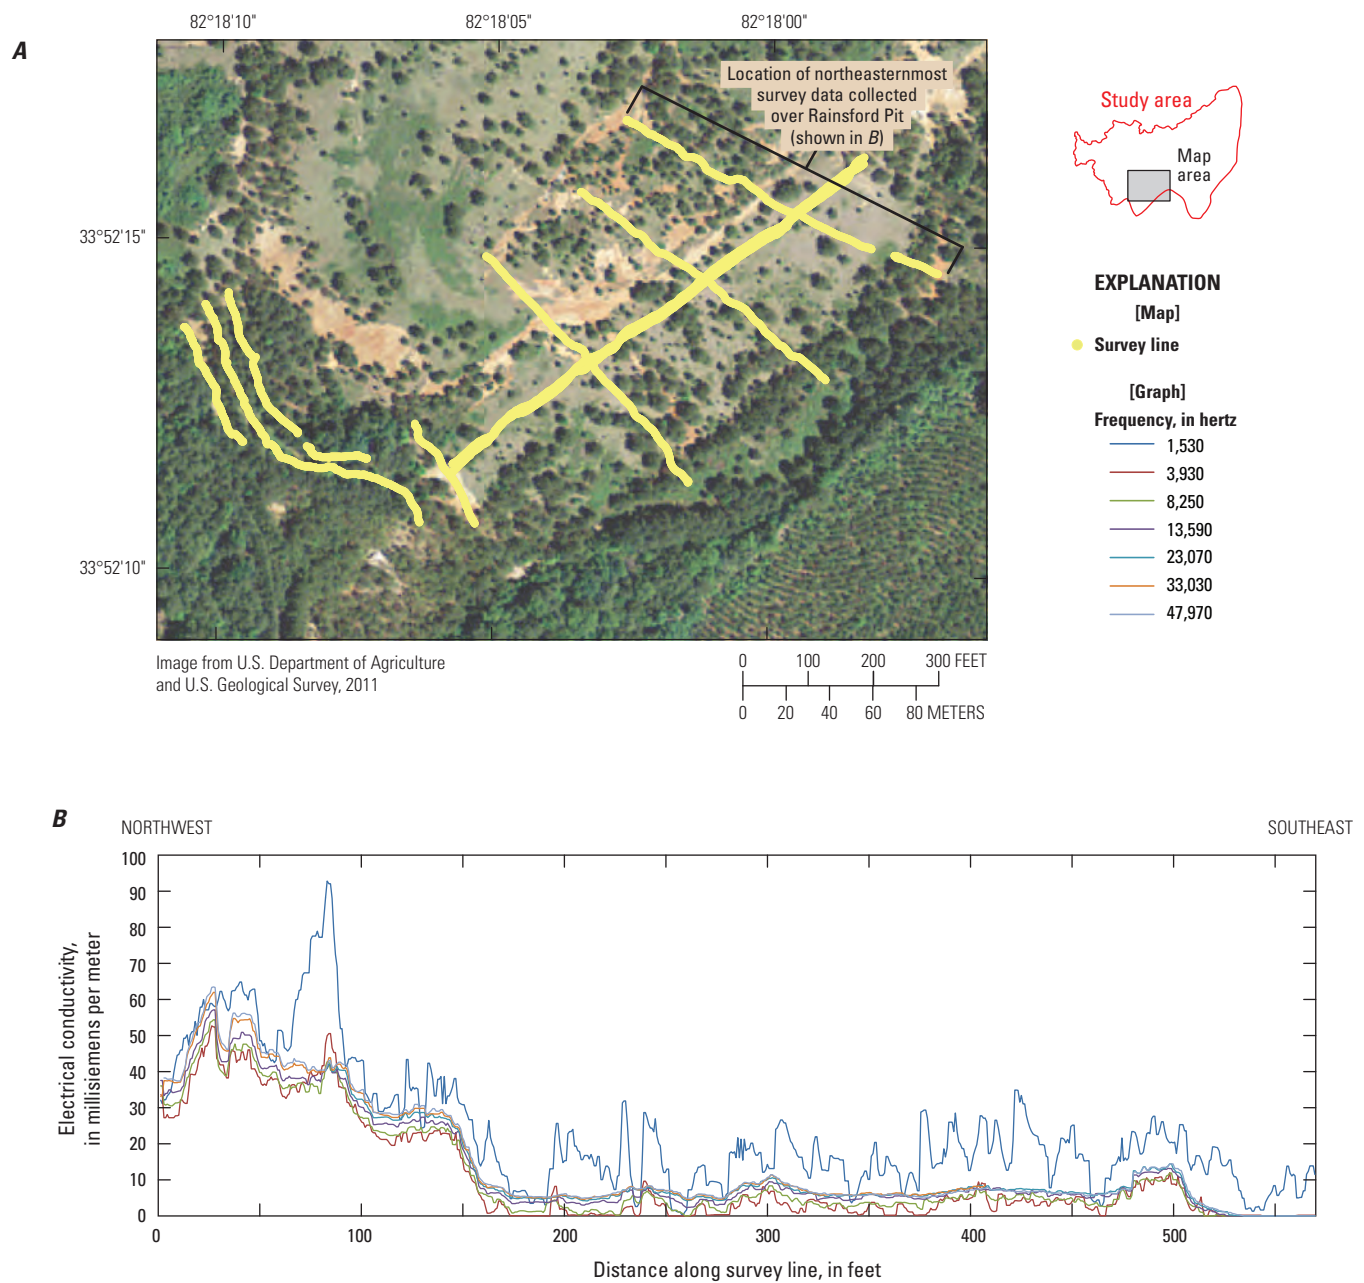 A
82°18'10"
82°18'05"
82°18'00"
33°52'15"
33°52'10"
Location of northeasternmost
survey data collected
over Rainsford Pit
(shown in B)
Study area
Map
area
EXPLANATION
[Map]
Survey line
[Graph]
Frequency, in hertz
1,530
3,930
8,250
13,590
23,070
33,030
47,970
Image from U.S. Department of Agriculture
and U.S. Geological Survey, 2011
0 100 200 300 FEET
0 20 40 60 80 METERS
B
NORTHWEST
SOUTHEAST
Electrical conductivity,
in millisiemens per meter
100
90
80
70
60
50
40
30
20
10
0
0 100 200 300 400 500
Distance along survey line, in feet